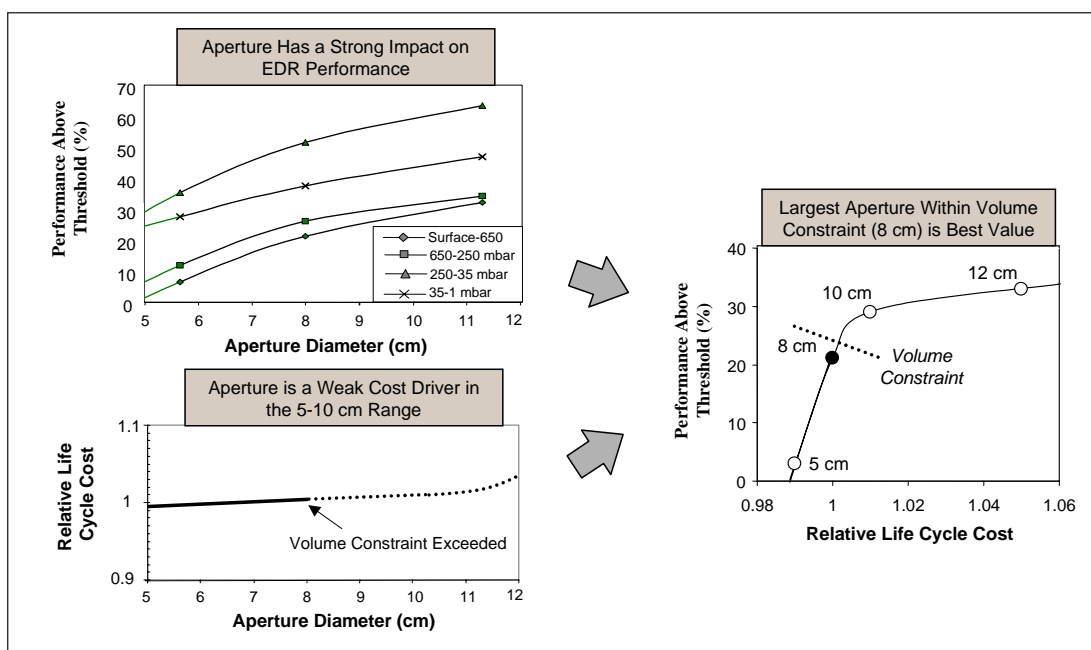 Aperture Has a Strong Impact on
EDR Performance
Performance Above
Threshold (%)
70
60
50
40
30
20
10
0
Surface-650
650-250 mbar
250-35 mbar
35-1 mbar
5 6 7 8 9 10 11 12
Aperture Diameter (cm)
Aperture is a Weak Cost Driver in
the 5-10 cm Range
Relative Life
Cycle Cost
1.1
1
0.9
Volume Constraint Exceeded
5 6 7 8 9 10 11 12
Aperture Diameter (cm)
Largest Aperture Within Volume
Constraint (8 cm) is Best Value
Performance Above
Threshold (%)
40
30
20
10
0
12 cm
10 cm
8 cm
Volume
Constraint
5 cm
0.98 1 1.02 1.04 1.06
Relative Life Cycle Cost